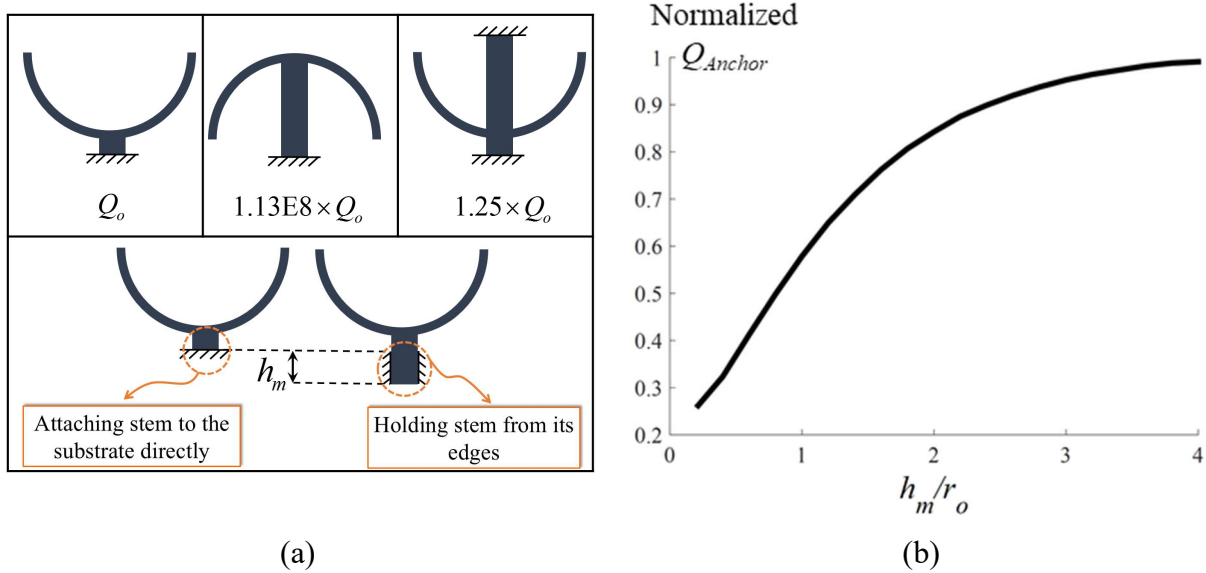 Q_o
1.13E8×Q_o
1.25×Q_o
h_m
Attaching stem to the
substrate directly
Holding stem from its
edges
(a)
Normalized
Q_Anchor
1
0.9
0.8
0.7
0.6
0.5
0.4
0.3
0.2
0
1
2
3
4
h_m/r_o
(b)